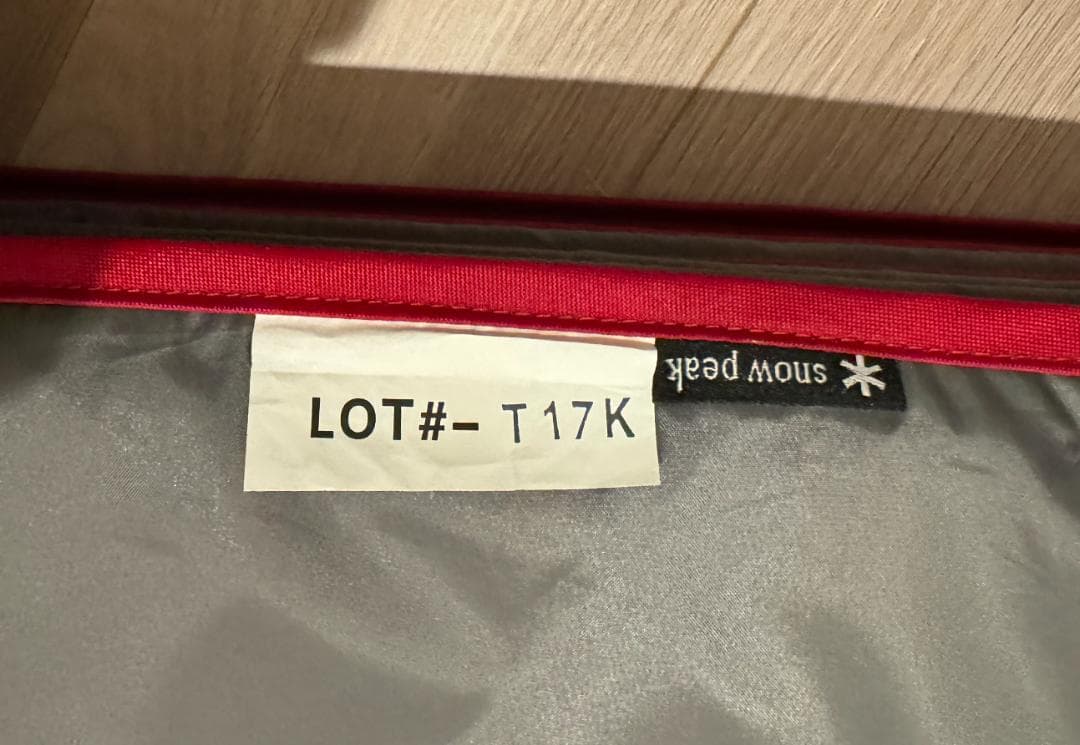 LOT#- T17K
snow peak